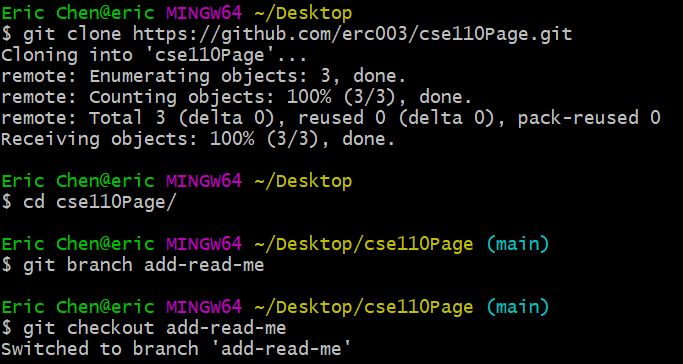 Eric Chen@eric MINGW64 ~/Desktop
$ git clone https://github.com/erc003/cse110Page.git
Cloning into 'cse110Page'...
remote: Enumerating objects: 3, done.
remote: Counting objects: 100% (3/3), done.
remote: Total 3 (delta 0), reused 0 (delta 0), pack-reused 0
Receiving objects: 100% (3/3), done.
Eric Chen@eric MINGW64 ~/Desktop
$ cd cse110Page/
Eric Chen@eric MINGW64 ~/Desktop/cse110Page (main)
$ git branch add-read-me
Eric Chen@eric MINGW64 ~/Desktop/cse110Page (main)
$ git checkout add-read-me
Switched to branch 'add-read-me'